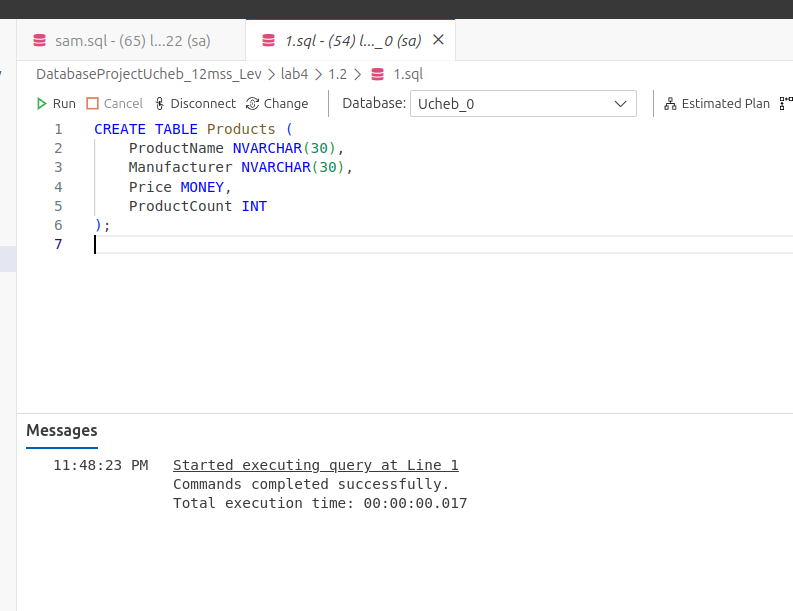 sam.sql - (65) l...22 (sa)
1.sql - (54) l..._0 (sa)
DatabaseProjectUcheb_12mss_Lev > lab4 > 1.2 > 1.sql
Run Cancel Disconnect Change Database: Ucheb_0 Estimated Plan
1 CREATE TABLE Products (
2 ProductName NVARCHAR(30),
3 Manufacturer NVARCHAR(30),
4 Price MONEY,
5 ProductCount INT
6 );
7
Messages
11:48:23 PM Started executing query at Line 1
Commands completed successfully.
Total execution time: 00:00:00.017